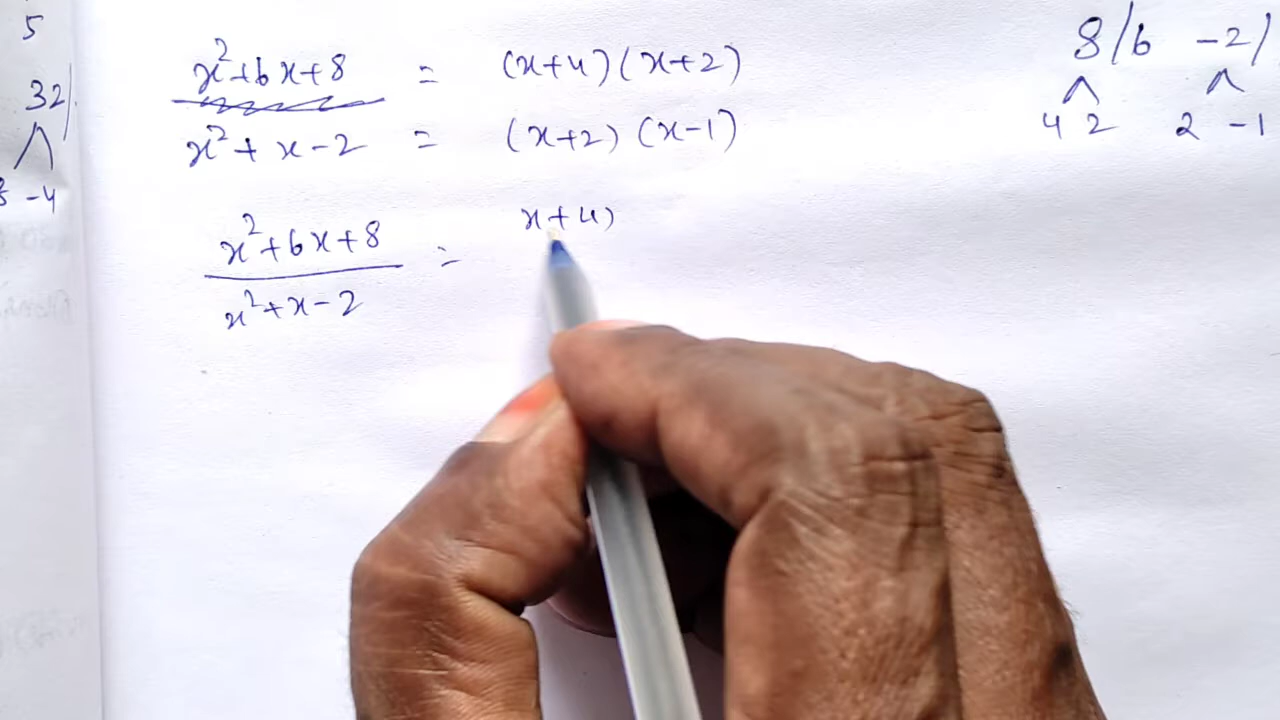 5
32/
-4
x²+6x+8 = (x+4)(x+2)
x²+x-2 = (x+2)(x-1)
8/6 -2/
4 2 2 -1
x²+6x+8 = x+4)
x²+x-2